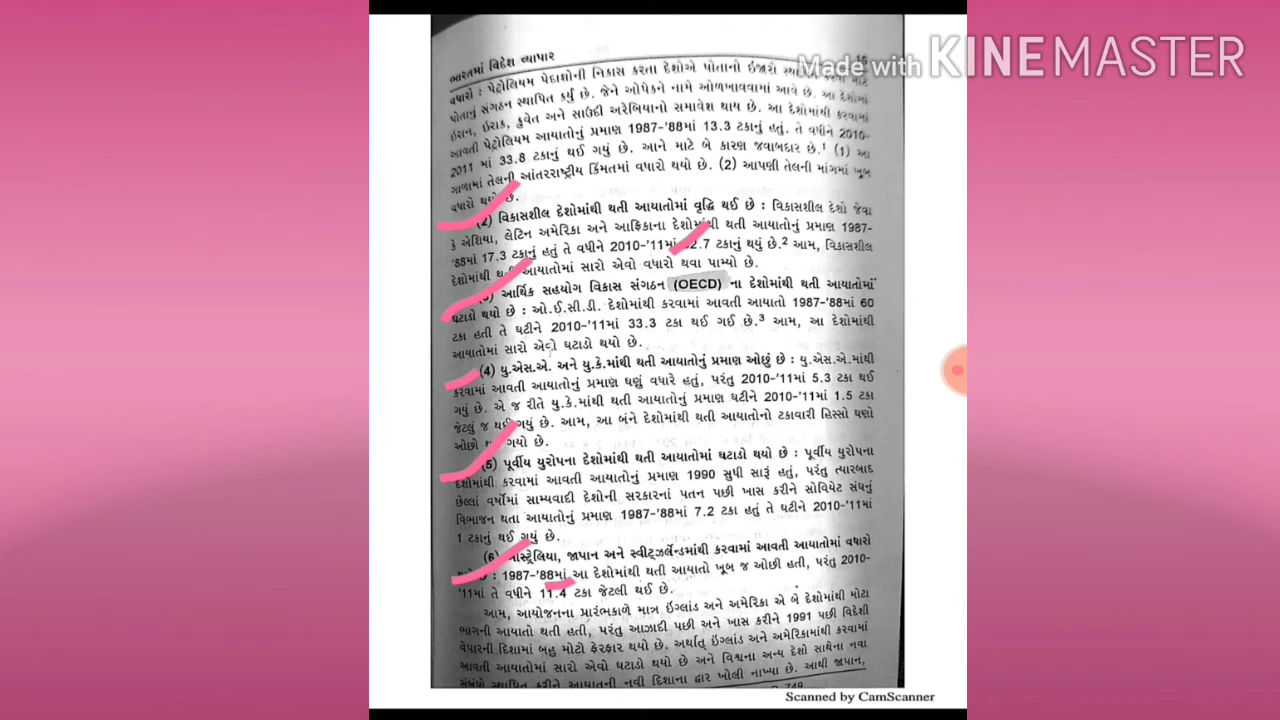 Made with KINEMASTER
ભારતમાં વિદેશ વ્યાપાર
વધારો : પેટ્રોલિયમ પેદાશોની નિકાસ કરતા દેશોએ પોતાનો ઇજારો માટે
પોતાનું સંગઠન સ્થાપિત કર્યું છે. જેને ઓપેકને નામે ઓળખાવવામાં આવે છે. આ દેશોમાં
ઇરાન, ઇરાક, કુવેત અને સાઉદી અરેબિયાનો સમાવેશ થાય છે. આ દેશોમાંથી કરવામાં
આવતી પેટ્રોલિયમ આયાતોનું પ્રમાણ 1987-'88માં 13.3 ટકાનું હતું. તે વધીને 2010-
2011 માં 33.8 ટકાનું થઈ ગયું છે. આને માટે બે કારણ જવાબદાર છે.1 (1) આ
ગાળામાં તેલની આંતરરાષ્ટ્રીય કિંમતમાં વધારો થયો છે. (2) આપણી તેલની માંગમાં ખૂબ
વધારો થયો છે.
(2) વિકાસશીલ દેશોમાંથી થતી આયાતોમાં વૃદ્ધિ થઈ છે : વિકાસશીલ દેશો જેવા
કે એશિયા, લેટિન અમેરિકા અને આફ્રિકાના દેશોમાંથી થતી આયાતોનું પ્રમાણ 1987-
'88માં 17.3 ટકાનું હતું તે વધીને 2010-'11માં 2.7 ટકાનું થયું છે.2 આમ, વિકાસશીલ
દેશોમાંથી થતી આયાતોમાં સારો એવો વધારો થવા પામ્યો છે.
આર્થિક સહયોગ વિકાસ સંગઠન (OECD) ના દેશોમાંથી થતી આયાતોમાં
ઘટાડો થયો છે : ઓ.ઈ.સી.ડી. દેશોમાંથી કરવામાં આવતી આયાતો 1987-'88માં 60
ટકા હતી તે ઘટીને 2010-'11માં 33.3 ટકા થઈ ગઈ છે.3 આમ, આ દેશોમાંથી
આયાતોમાં સારો એવો ઘટાડો થયો છે.
(4) યુ.એસ.એ. અને યુ.કે.માંથી થતી આયાતોનું પ્રમાણ ઓછું છે : યુ.એસ.એ.માંથી
કરવામાં આવતી આયાતોનું પ્રમાણ ઘણું વધારે હતું, પરંતુ 2010-'11માં 5.3 ટકા થઈ
ગયું છે. એ જ રીતે યુ.કે.માંથી થતી આયાતોનું પ્રમાણ ઘટીને 2010-'11માં 1.5 ટકા
જેટલું જ થઈ ગયું છે. આમ, આ બંને દેશોમાંથી થતી આયાતોનો ટકાવારી હિસ્સો ઘણો
ઓછો ગયો છે.
(5) પૂર્વીય યુરોપના દેશોમાંથી થતી આયાતોમાં ઘટાડો થયો છે : પૂર્વીય યુરોપના
દેશોમાંથી કરવામાં આવતી આયાતોનું પ્રમાણ 1990 સુધી સારૂં હતું, પરંતુ ત્યારબાદ
છેલ્લાં વર્ષોમાં સામ્યવાદી દેશોની સરકારનાં પતન પછી ખાસ કરીને સોવિયેટ સંઘનું
વિભાજન થતા આયાતોનું પ્રમાણ 1987-'88માં 7.2 ટકા હતું તે ઘટીને 2010-'11માં
1 ટકાનું થઈ ગયું છે.
(6) ઓસ્ટ્રેલિયા, જાપાન અને સ્વીટ્ઝર્લેન્ડમાંથી કરવામાં આવતી આયાતોમાં વધારો
છે : 1987-'88માં આ દેશોમાંથી થતી આયાતો ખૂબ જ ઓછી હતી, પરંતુ 2010-
'11માં તે વધીને 11.4 ટકા જેટલી થઈ છે.
આમ, આયોજનના પ્રારંભકાળે માત્ર ઇંગ્લાંડ અને અમેરિકા એ બે દેશોમાંથી મોટા
ભાગની આયાતો થતી હતી, પરંતુ આઝાદી પછી અને ખાસ કરીને 1991 પછી વિદેશી
વેપારની દિશામાં બહુ મોટો ફેરફાર થયો છે. અર્થાત્ ઇંગ્લાંડ અને અમેરિકામાંથી કરવામાં
આવતી આયાતોમાં સારો એવો ઘટાડો થયો છે અને વિશ્વના અન્ય દેશો સાથેના નવા
સંબંધો સ્થાપિત કરીને આયાતની નવી દિશાના દ્વાર ખોલી નાખ્યા છે. આથી જાપાન,
Scanned by CamScanner